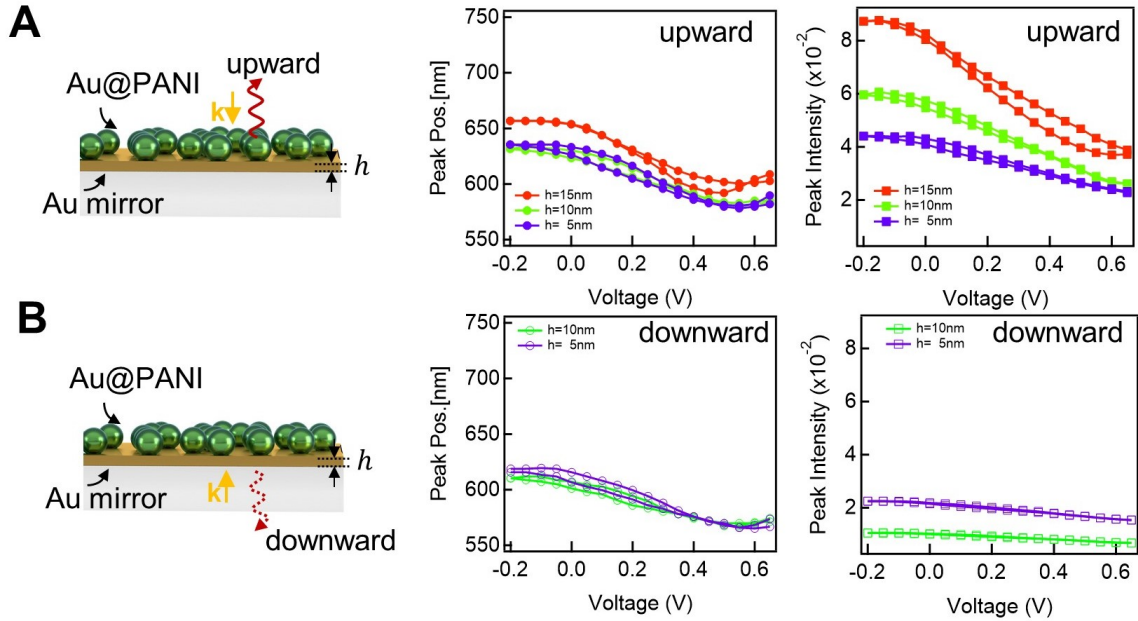 A
Au@PANI
upward
k
h
Au mirror
upward
Peak Pos.[nm]
750
700
650
600
550
h=15nm
h=10nm
h= 5nm
-0.2 0.0 0.2 0.4 0.6
Voltage (V)
upward
Peak Intensity (x10⁻²)
8
6
4
2
h=15nm
h=10nm
h= 5nm
-0.2 0.0 0.2 0.4 0.6
Voltage (V)
B
Au@PANI
h
Au mirror
k
downward
downward
Peak Pos.[nm]
750
700
650
600
550
h=10nm
h= 5nm
-0.2 0.0 0.2 0.4 0.6
Voltage (V)
downward
Peak Intensity (x10⁻²)
8
6
4
2
h=10nm
h= 5nm
-0.2 0.0 0.2 0.4 0.6
Voltage (V)